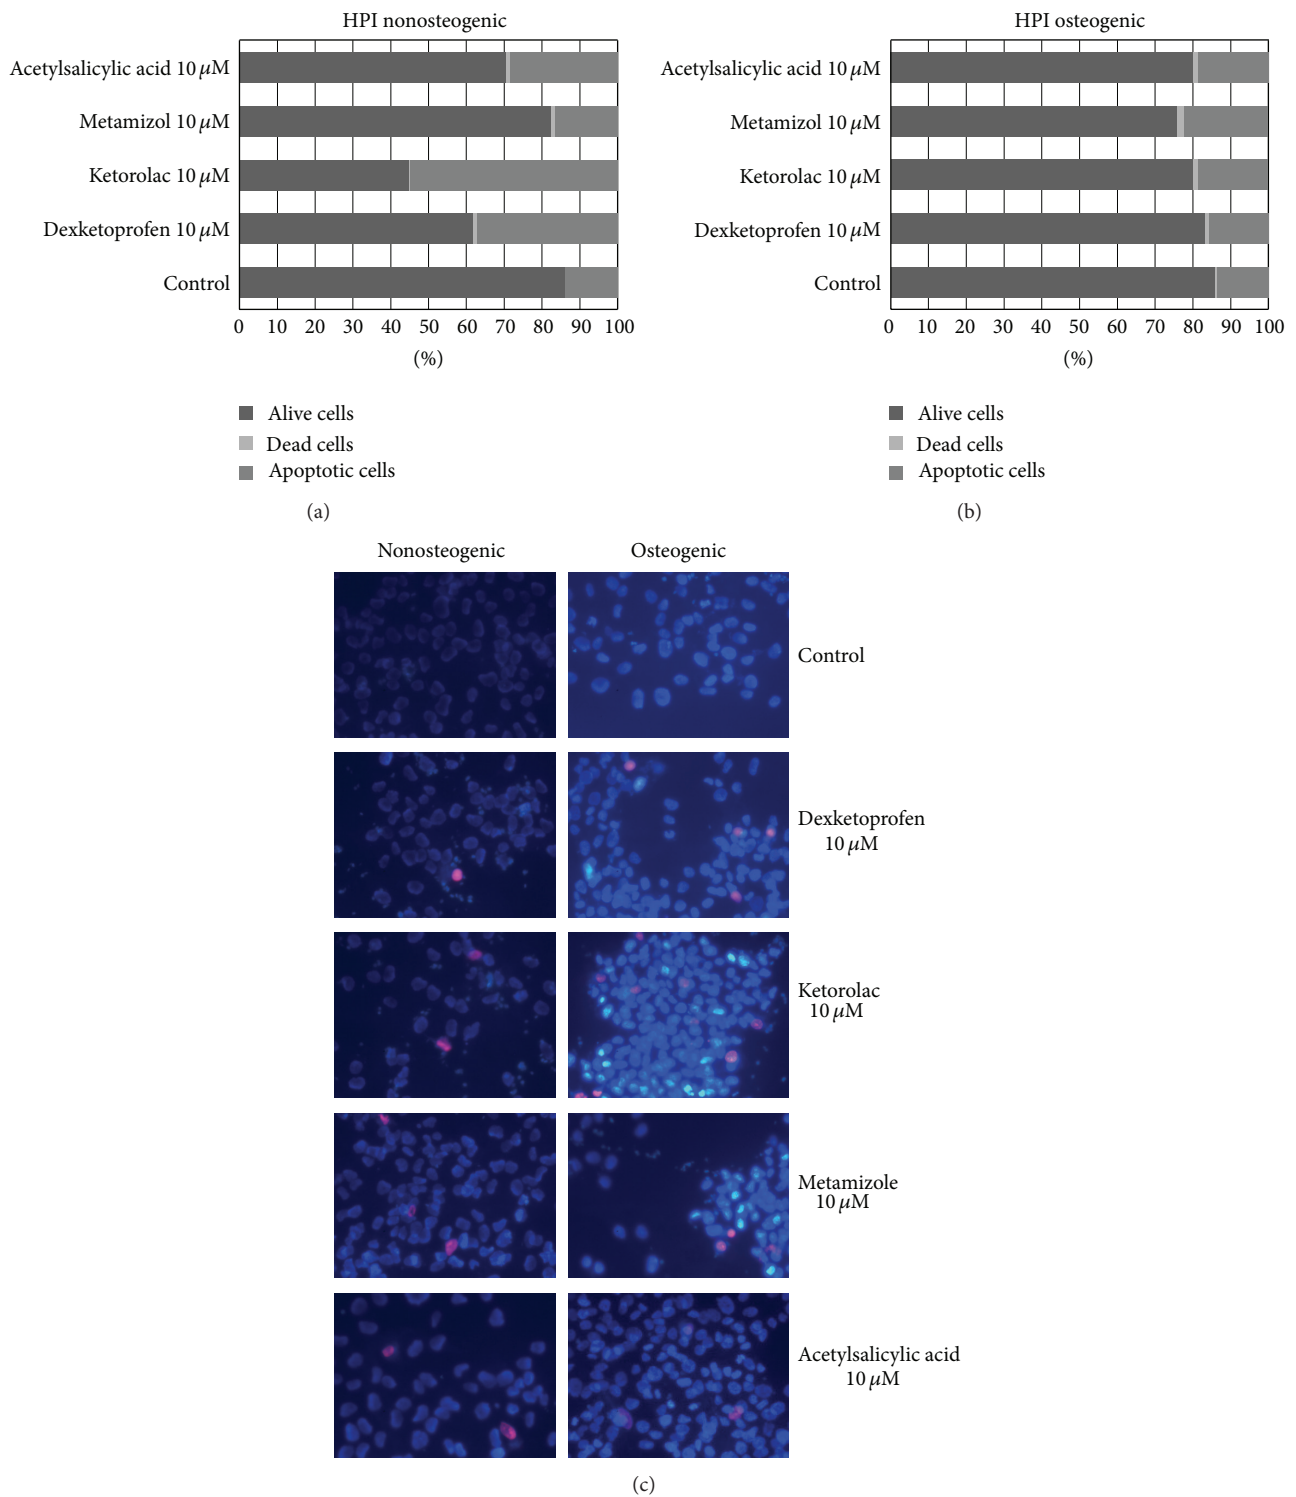 HPI nonosteogenic
Acetylsalicylic acid 10 μM
Metamizol 10 μM
Ketorolac 10 μM
Dexketoprofen 10 μM
Control
0 10 20 30 40 50 60 70 80 90 100
(%)
Alive cells
Dead cells
Apoptotic cells
(a)
HPI osteogenic
Acetylsalicylic acid 10 μM
Metamizol 10 μM
Ketorolac 10 μM
Dexketoprofen 10 μM
Control
0 10 20 30 40 50 60 70 80 90 100
(%)
Alive cells
Dead cells
Apoptotic cells
(b)
Nonosteogenic
Osteogenic
Control
Dexketoprofen
10 μM
Ketorolac
10 μM
Metamizole
10 μM
Acetylsalicylic acid
10 μM
(c)